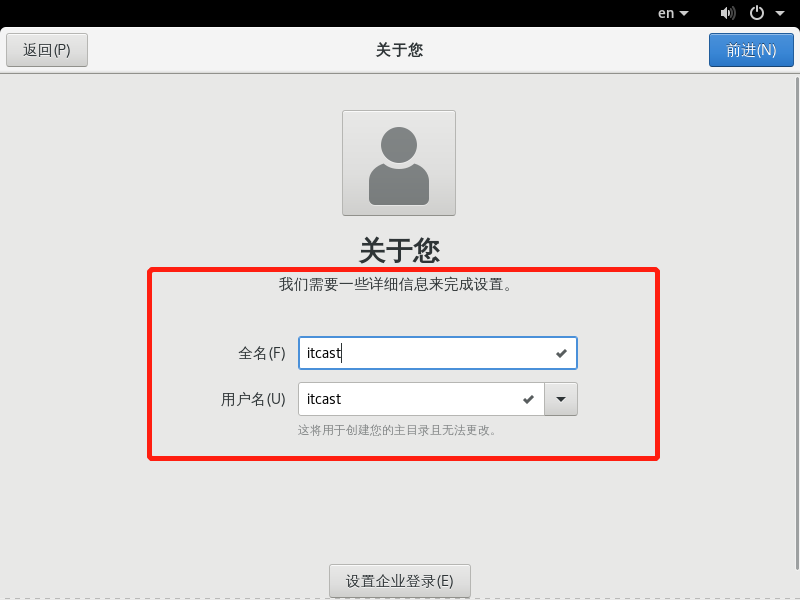 en
返回(P)
关于您
前进(N)
关于您
我们需要一些详细信息来完成设置。
全名(F)
itcast
用户名(U)
itcast
这将用于创建您的主目录且无法更改。
设置企业登录(E)